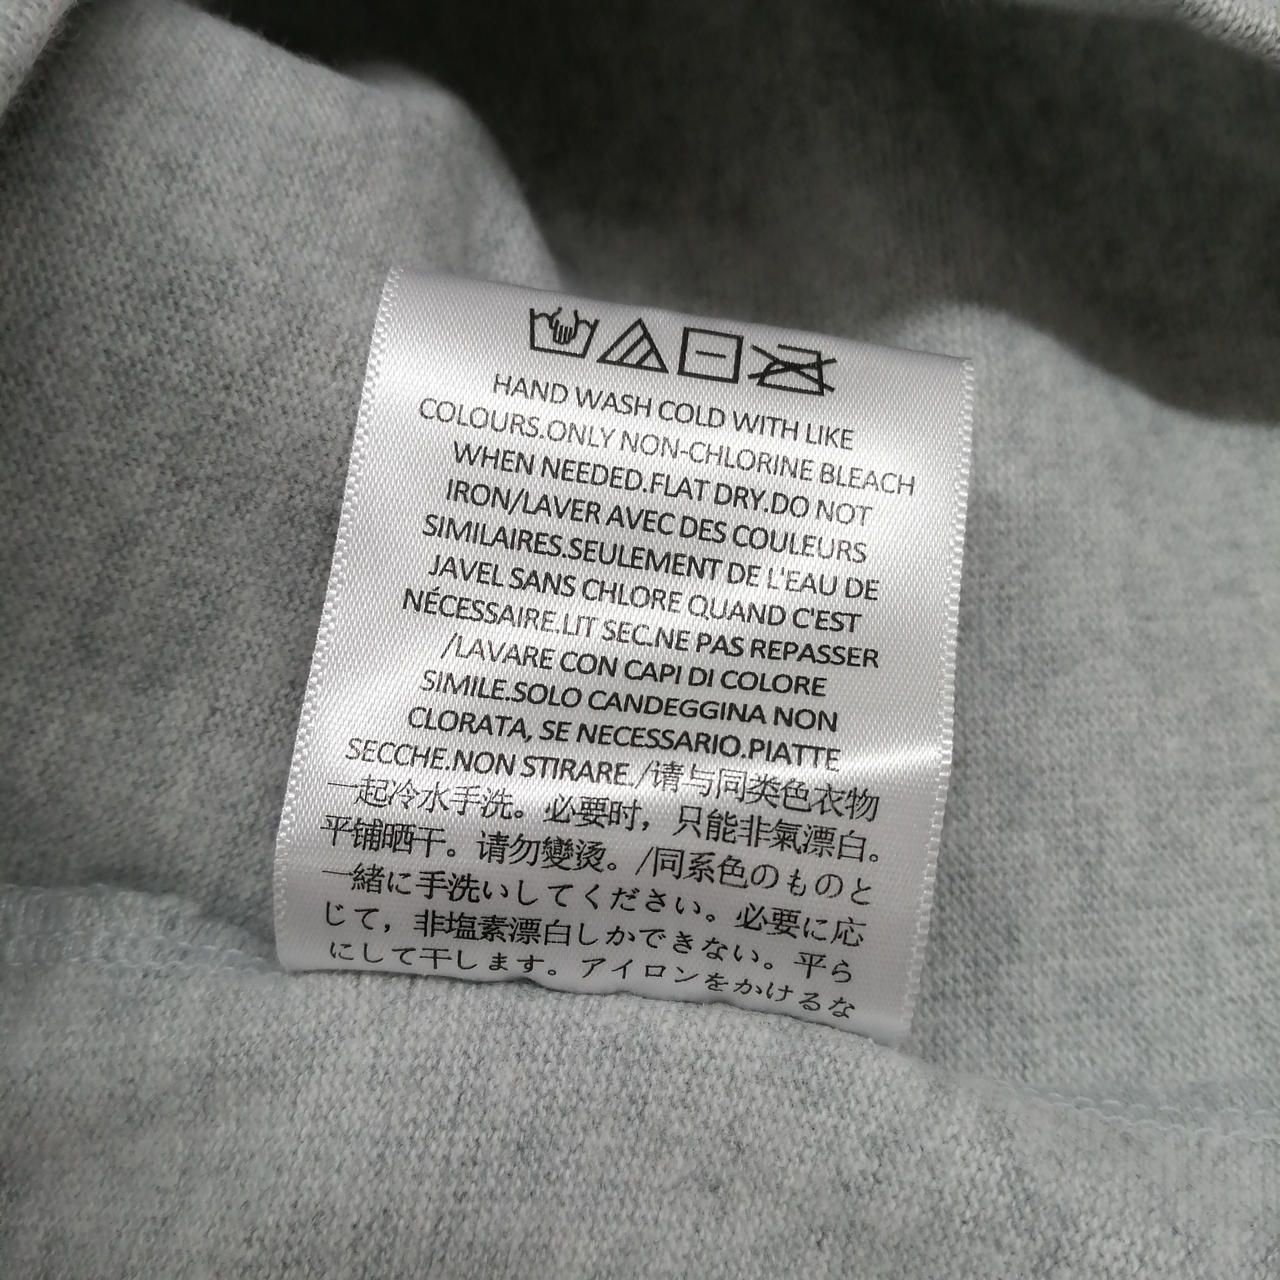 HAND WASH COLD WITH LIKE
COLOURS.ONLY NON-CHLORINE BLEACH
WHEN NEEDED.FLAT DRY.DO NOT
IRON/LAVER AVEC DES COULEURS
SIMILAIRES.SEULEMENT DE L'EAU DE
JAVEL SANS CHLORE QUAND C'EST
NÉCESSAIRE.LIT SEC.NE PAS REPASSER
/LAVARE CON CAPI DI COLORE
SIMILE.SOLO CANDEGGINA NON
CLORATA, SE NECESSARIO.PIATTE
SECCHE.NON STIRARE./请与同类色衣物
一起冷水手洗。必要时，只能非氧漂白。
平铺晒干。请勿變烫。/同系色のものと
一緒に手洗いしてください。必要に応
じて，非塩素漂白しかできない。平ら
にして干します。アイロンをかけるな